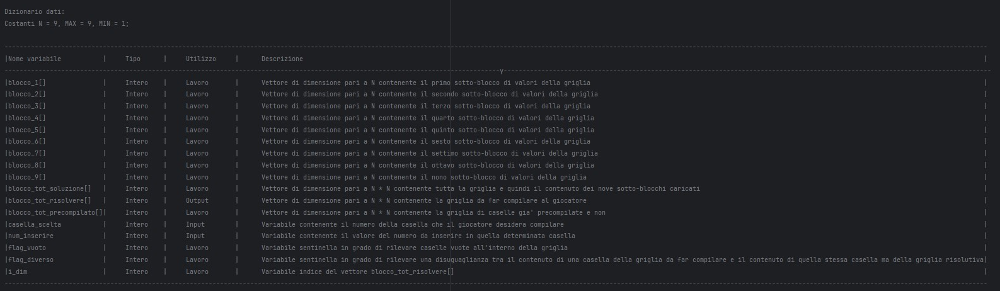 Dizionario dati:
Costanti N = 9, MAX = 9, MIN = 1;
--------------------------------------------------------------------------------
|Nome variabile | Tipo | Utilizzo | Descrizione |
----------------------------------------y---------------------------------------
|blocco_1[] | Intero | Lavoro | Vettore di dimensione pari a N contenente il primo sotto-blocco di valori della griglia |
|blocco_2[] | Intero | Lavoro | Vettore di dimensione pari a N contenente il secondo sotto-blocco di valori della griglia |
|blocco_3[] | Intero | Lavoro | Vettore di dimensione pari a N contenente il terzo sotto-blocco di valori della griglia |
|blocco_4[] | Intero | Lavoro | Vettore di dimensione pari a N contenente il quarto sotto-blocco di valori della griglia |
|blocco_5[] | Intero | Lavoro | Vettore di dimensione pari a N contenente il quinto sotto-blocco di valori della griglia |
|blocco_6[] | Intero | Lavoro | Vettore di dimensione pari a N contenente il sesto sotto-blocco di valori della griglia |
|blocco_7[] | Intero | Lavoro | Vettore di dimensione pari a N contenente il settimo sotto-blocco di valori della griglia |
|blocco_8[] | Intero | Lavoro | Vettore di dimensione pari a N contenente il ottavo sotto-blocco di valori della griglia |
|blocco_9[] | Intero | Lavoro | Vettore di dimensione pari a N contenente il nono sotto-blocco di valori della griglia |
|blocco_tot_soluzione[] | Intero | Lavoro | Vettore di dimensione pari a N * N contenente tutta la griglia e quindi il contenuto dei nove sotto-blocchi caricati |
|blocco_tot_risolvere[] | Intero | Output | Vettore di dimensione pari a N * N contenente la griglia da far compilare al giocatore |
|blocco_tot_precompilato[]| Intero | Lavoro | Vettore di dimensione pari a N * N contenente la griglia di caselle gia' precompilate e non |
|casella_scelta | Intero | Input | Variabile contenente il numero della casella che il giocatore desidera compilare |
|num_inserire | Intero | Input | Variabile contenente il valore del numero da inserire in quella determinata casella |
|flag_vuoto | Intero | Lavoro | Variabile sentinella in grado di rilevare caselle vuote all'interno della griglia |
|flag_diverso | Intero | Lavoro | Variabile sentinella in grado di rilevare una disuguaglianza tra il contenuto di una casella della griglia da far compilare e il contenuto di quella stessa casella ma della griglia risolutiva|
|i_dim | Intero | Lavoro | Variabile indice del vettore blocco_tot_risolvere[] |
--------------------------------------------------------------------------------